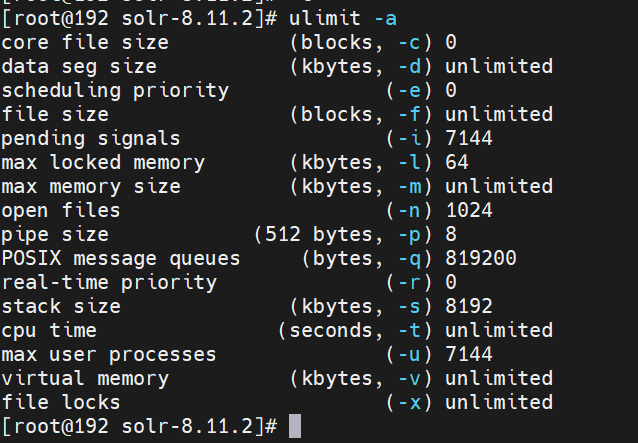 [root@192 solr-8.11.2]# ulimit -a
core file size (blocks, -c) 0
data seg size (kbytes, -d) unlimited
scheduling priority (-e) 0
file size (blocks, -f) unlimited
pending signals (-i) 7144
max locked memory (kbytes, -l) 64
max memory size (kbytes, -m) unlimited
open files (-n) 1024
pipe size (512 bytes, -p) 8
POSIX message queues (bytes, -q) 819200
real-time priority (-r) 0
stack size (kbytes, -s) 8192
cpu time (seconds, -t) unlimited
max user processes (-u) 7144
virtual memory (kbytes, -v) unlimited
file locks (-x) unlimited
[root@192 solr-8.11.2]#